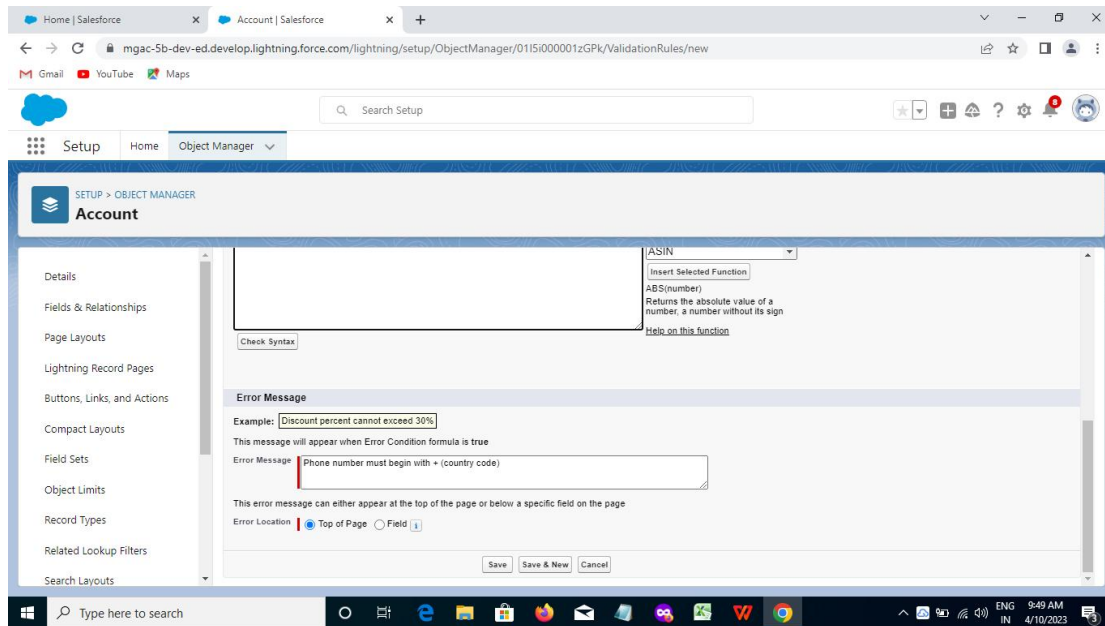 Home | Salesforce
Account | Salesforce
mgac-5b-dev-ed.develop.lightning.force.com/lightning/setup/ObjectManager/01I5i000001zGPk/ValidationRules/new
Gmail
YouTube
Maps
Search Setup
8
Setup
Home
Object Manager
SETUP > OBJECT MANAGER
Account
Details
Fields & Relationships
Page Layouts
Lightning Record Pages
Buttons, Links, and Actions
Compact Layouts
Field Sets
Object Limits
Record Types
Related Lookup Filters
Search Layouts
ASIN
Insert Selected Function
ABS(number)
Returns the absolute value of a
number, a number without its sign
Help on this function
Check Syntax
Error Message
Example: Discount percent cannot exceed 30%
This message will appear when Error Condition formula is true
Error Message
Phone number must begin with + (country code)
This error message can either appear at the top of the page or below a specific field on the page
Error Location
Top of Page
Field
i
Save
Save & New
Cancel
Type here to search
ENG
IN
9:49 AM
4/10/2023
3